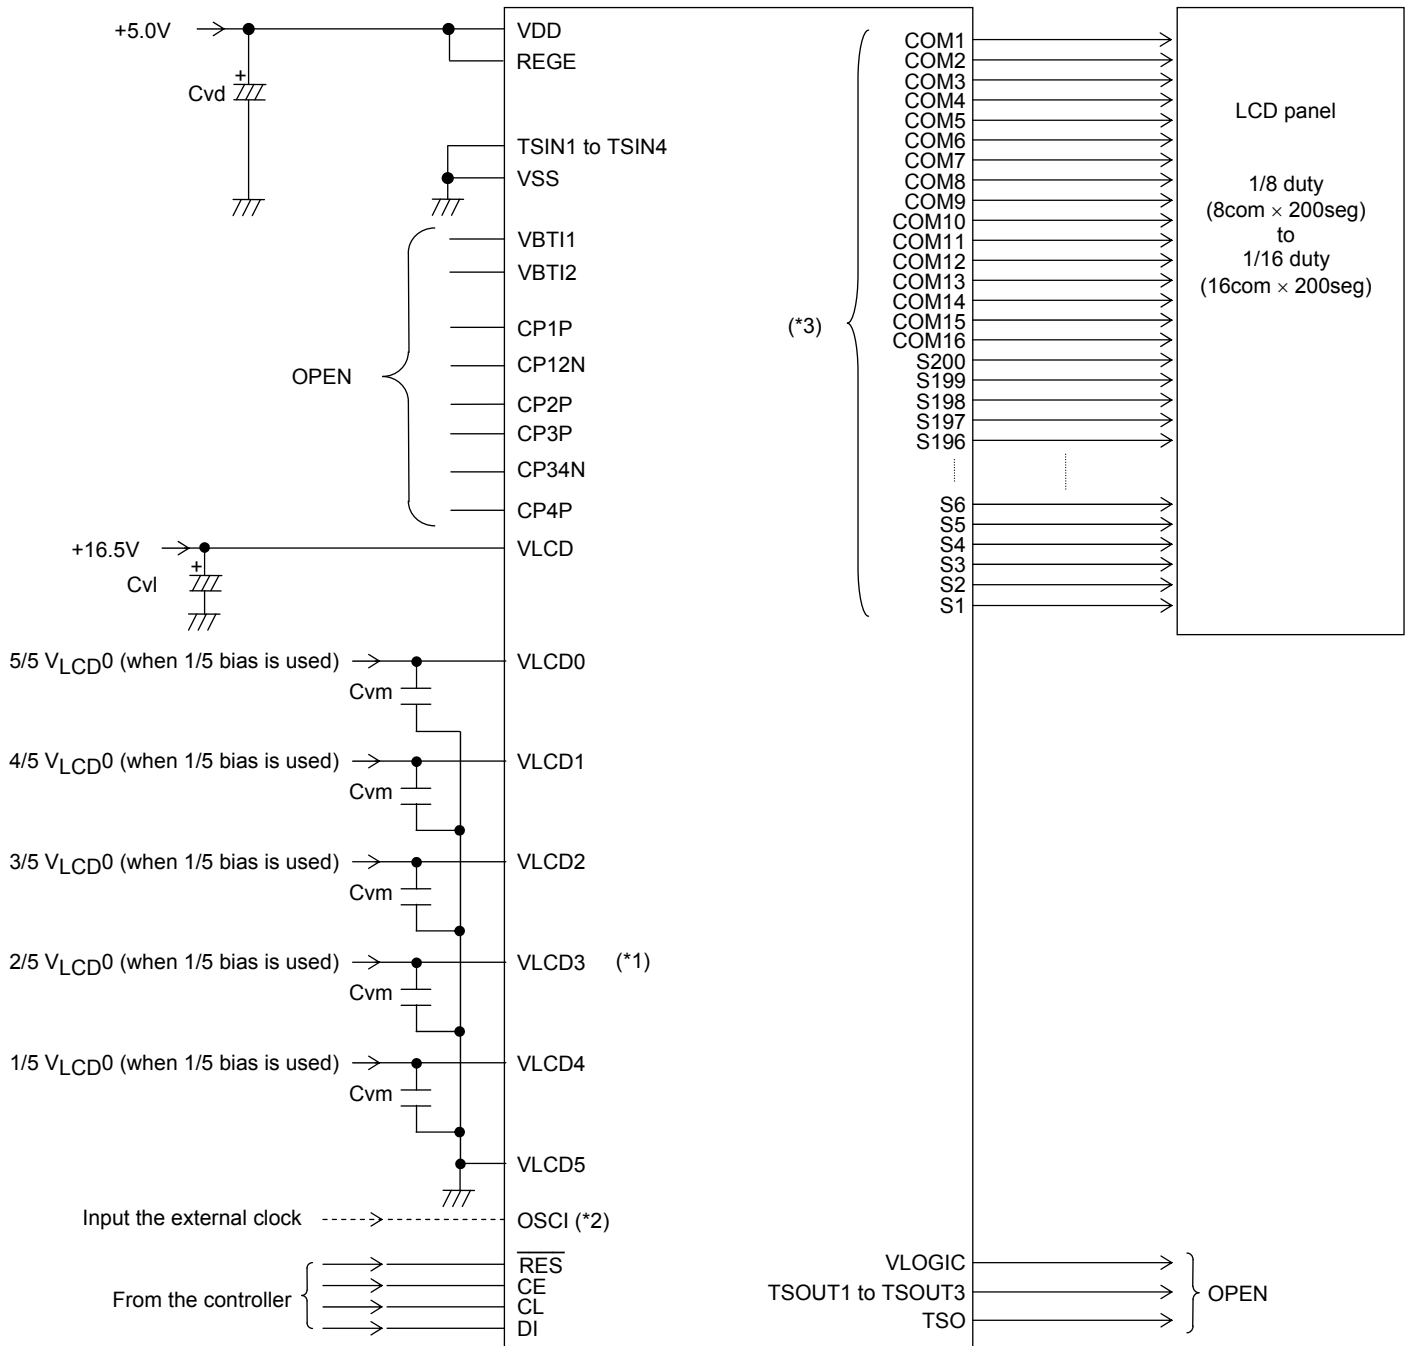 +5.0V
VDD
REGE
+
Cvd
TSIN1 to TSIN4
VSS
VBTI1
VBTI2
CP1P
CP12N
OPEN
CP2P
CP3P
CP34N
CP4P
+16.5V
VLCD
+
Cvl
5/5 VLCD0 (when 1/5 bias is used)
VLCD0
Cvm
4/5 VLCD0 (when 1/5 bias is used)
VLCD1
Cvm
3/5 VLCD0 (when 1/5 bias is used)
VLCD2
Cvm
2/5 VLCD0 (when 1/5 bias is used)
VLCD3 (*1)
Cvm
1/5 VLCD0 (when 1/5 bias is used)
VLCD4
Cvm
VLCD5
Input the external clock
OSCI (*2)
From the controller
RES
CE
CL
DI
(*3)
COM1
COM2
COM3
COM4
COM5
COM6
COM7
COM8
COM9
COM10
COM11
COM12
COM13
COM14
COM15
COM16
S200
S199
S198
S197
S196
S6
S5
S4
S3
S2
S1
LCD panel
1/8 duty
(8com × 200seg)
to
1/16 duty
(16com × 200seg)
VLOGIC
TSOUT1 to TSOUT3
TSO
OPEN